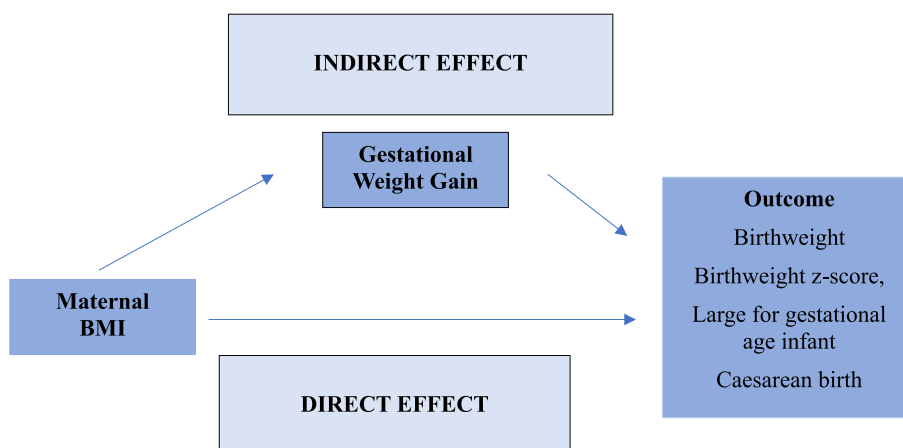 INDIRECT EFFECT
Gestational
Weight Gain
Maternal
BMI
Outcome
Birthweight
Birthweight z-score,
Large for gestational
age infant
Caesarean birth
DIRECT EFFECT